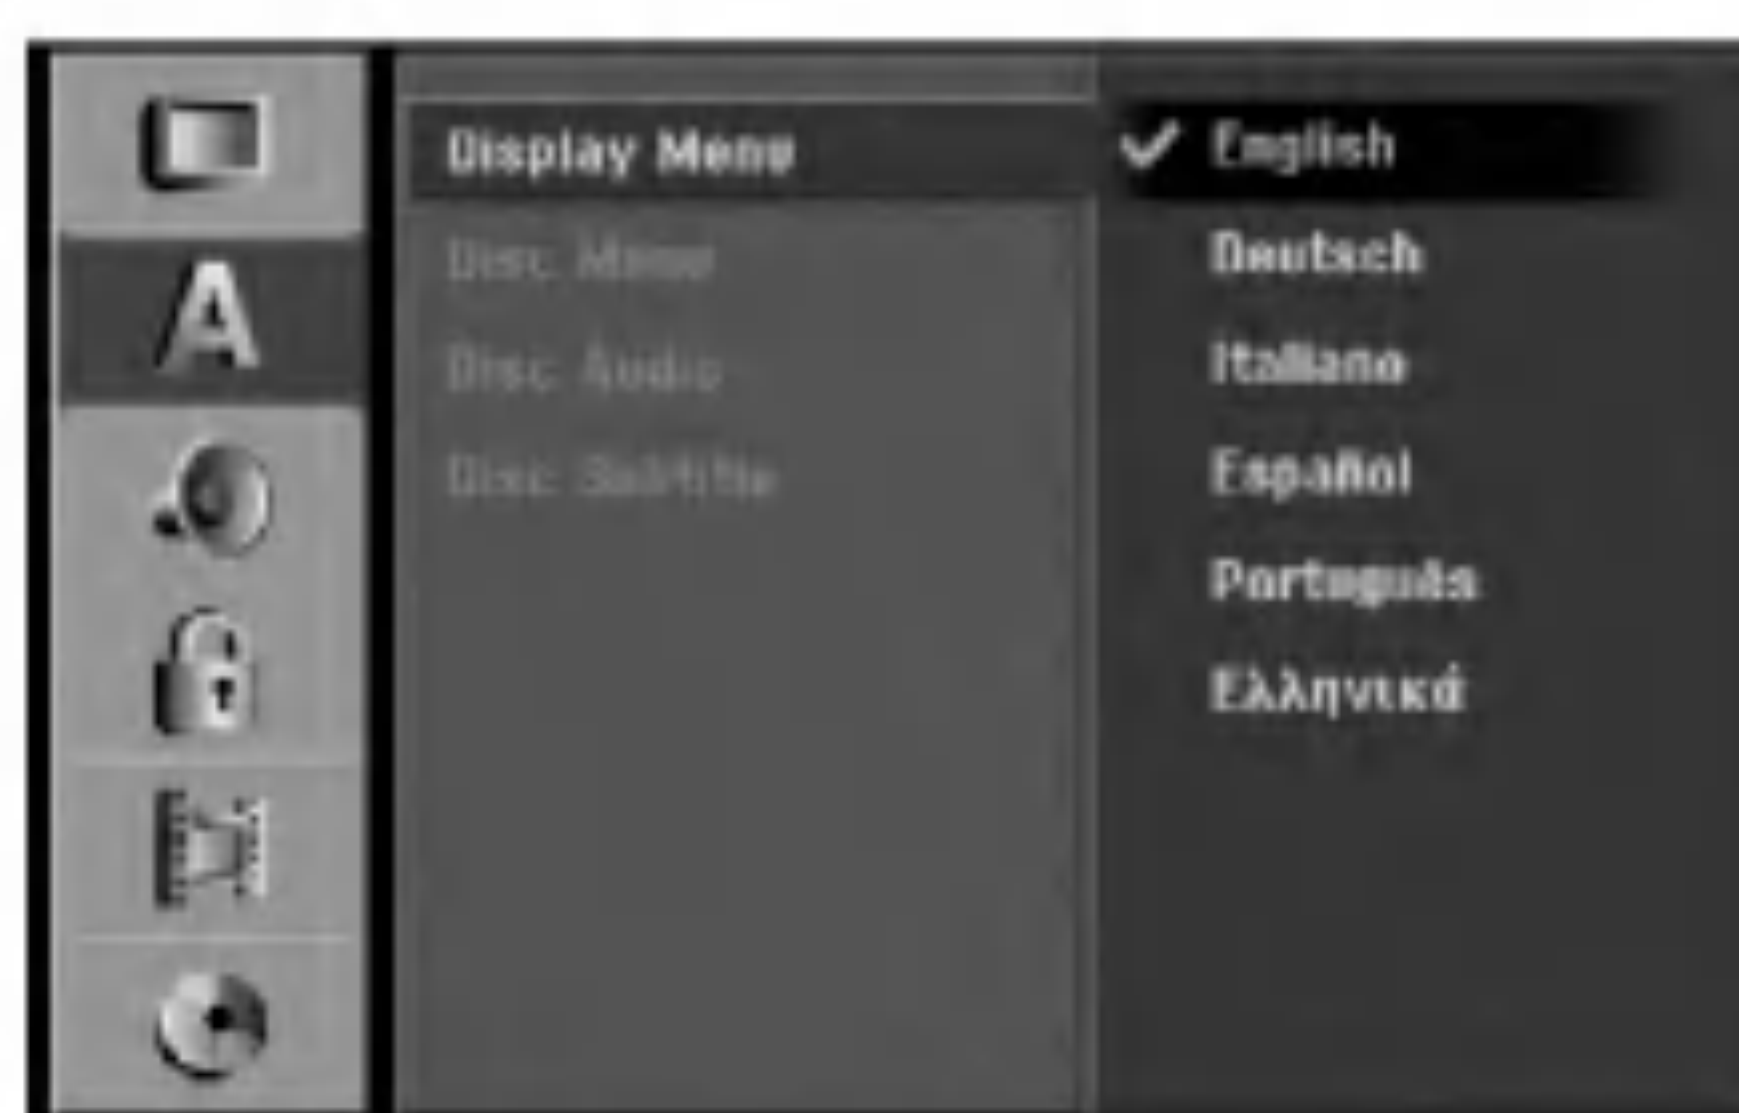 A
Display Menu
Disc Menu
Disc Audio
Disc Subtitle
English
Deutsch
Italiano
Español
Português
Ελληνικά